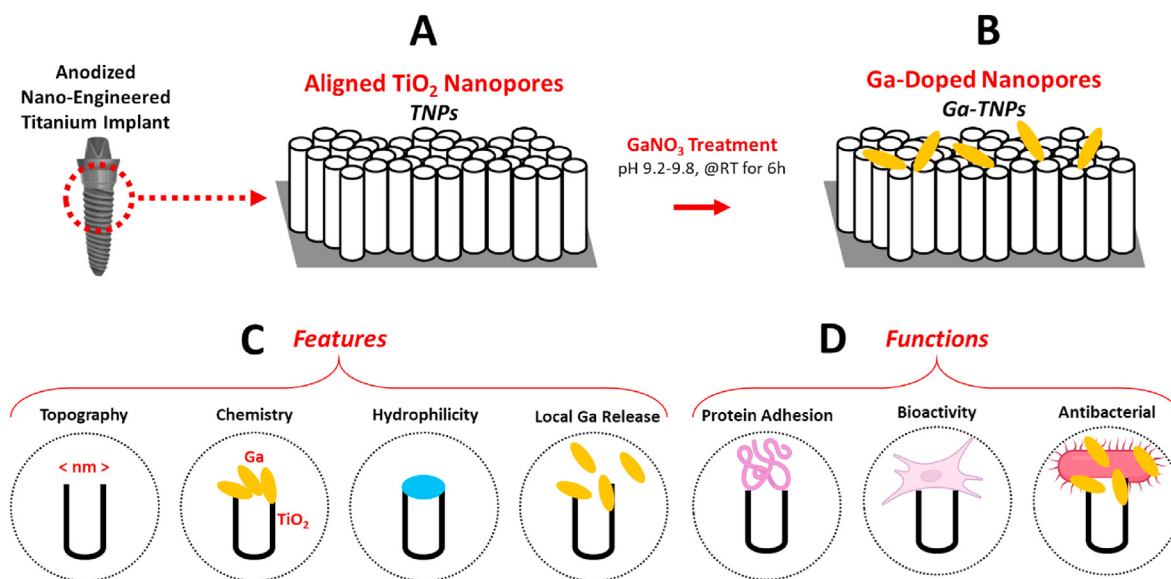 A
B
Anodized
Nano-Engineered
Titanium Implant
Aligned TiO₂ Nanopores
TNPs
GaNO₃ Treatment
pH 9.2-9.8, @RT for 6h
Ga-Doped Nanopores
Ga-TNPs
C Features
D Functions
Topography
Chemistry
Hydrophilicity
Local Ga Release
Protein Adhesion
Bioactivity
Antibacterial
< nm >
Ga
TiO₂